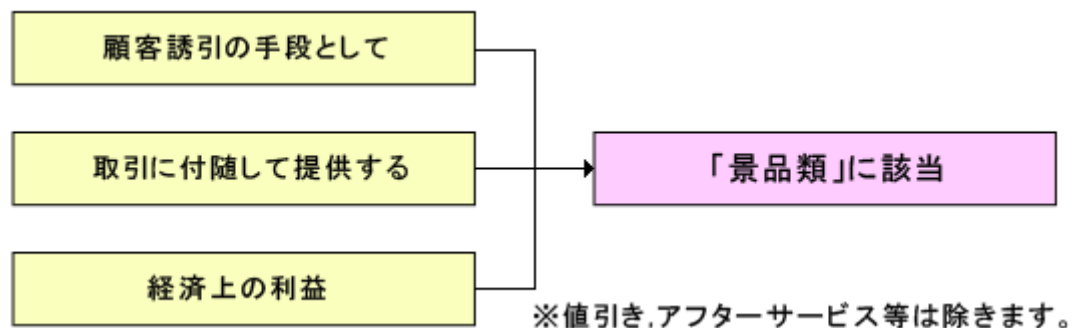 顧客誘引の手段として
取引に付随して提供する
「景品類」に該当
経済上の利益
※値引き,アフターサービス等は除きます。